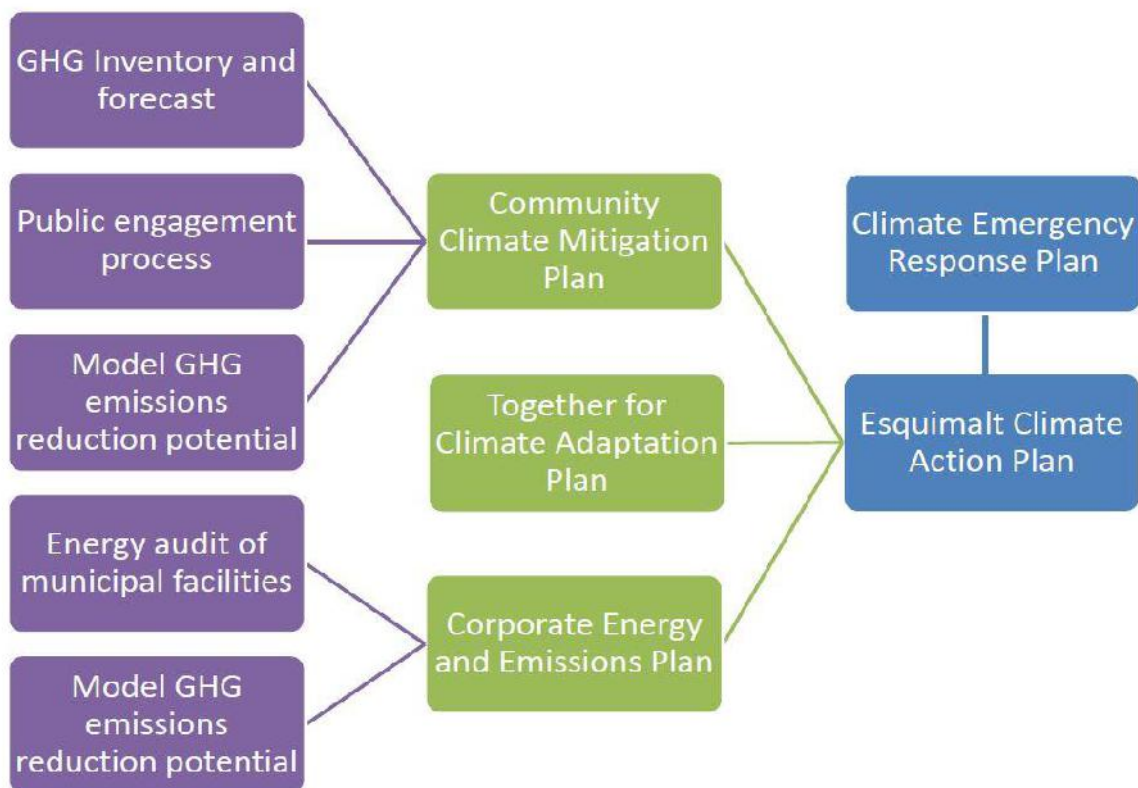 GHG Inventory and
forecast
Public engagement
process
Model GHG
emissions
reduction potential
Energy audit of
municipal facilities
Model GHG
emissions
reduction potential
Community
Climate Mitigation
Plan
Together for
Climate Adaptation
Plan
Corporate Energy
and Emissions Plan
Climate Emergency
Response Plan
Esquimalt Climate
Action Plan